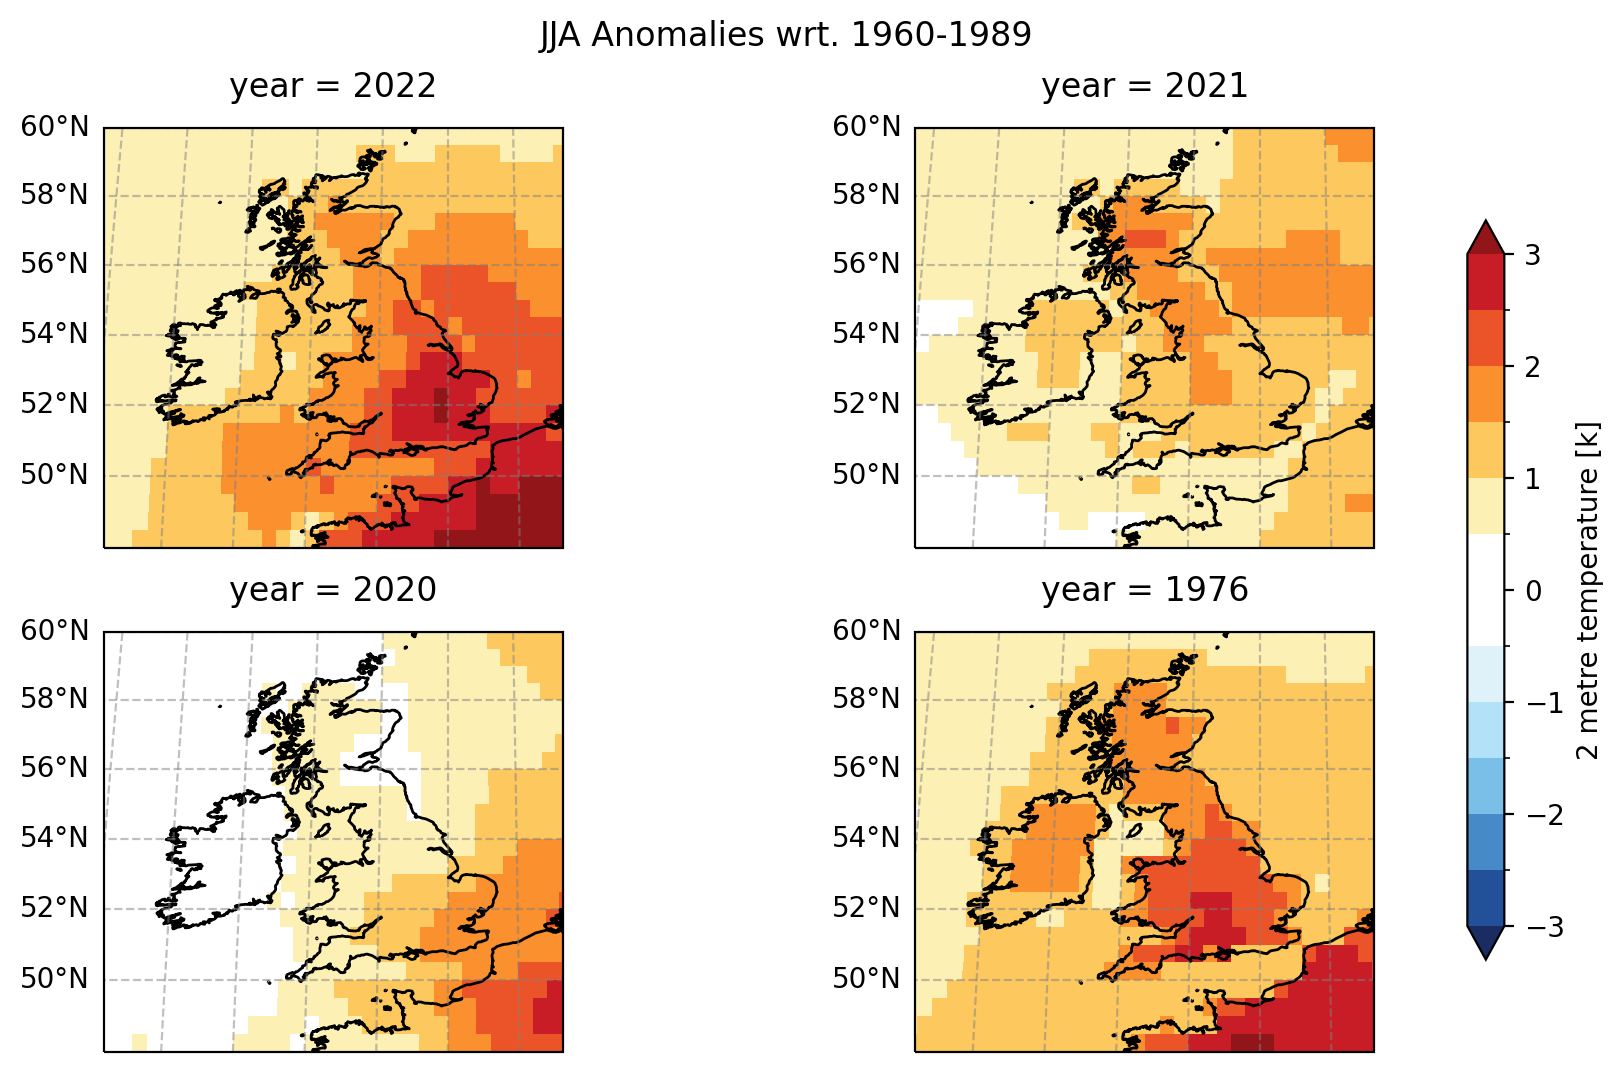 JJA Anomalies wrt. 1960-1989
year = 2022
60°N
58°N
56°N
54°N
52°N
50°N
year = 2021
60°N
58°N
56°N
54°N
52°N
50°N
year = 2020
60°N
58°N
56°N
54°N
52°N
50°N
year = 1976
60°N
58°N
56°N
54°N
52°N
50°N
3
2
1
0
−1
−2
−3
2 metre temperature [k]